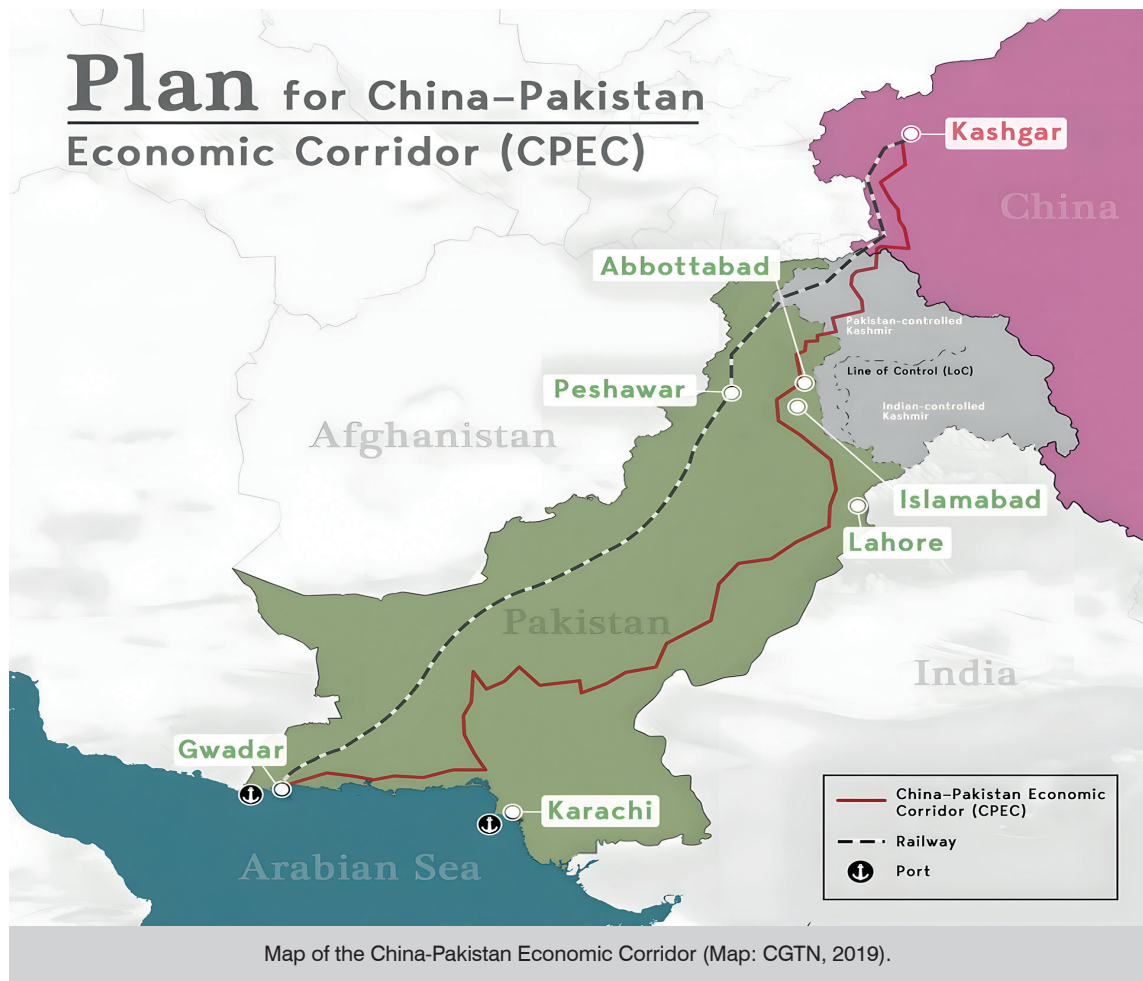 Plan for China–Pakistan
Economic Corridor (CPEC)
Kashgar
China
Abbottabad
Pakistan-controlled
Kashmir
Line of Control (LoC)
Peshawar
Indian-controlled
Kashmir
Afghanistan
Islamabad
Lahore
Pakistan
India
Gwadar
Karachi
Arabian Sea
China–Pakistan Economic
Corridor (CPEC)
Railway
Port
Map of the China-Pakistan Economic Corridor (Map: CGTN, 2019).